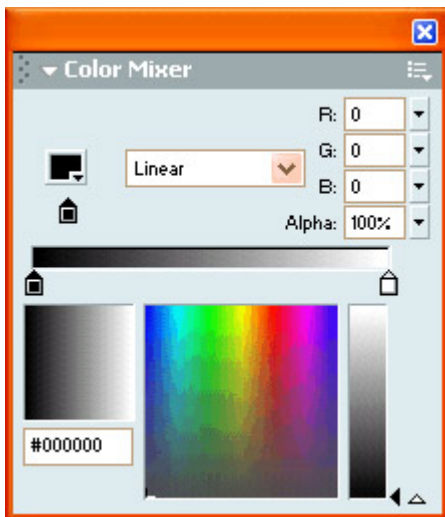 Color Mixer
R: 0
Linear
G: 0
B: 0
Alpha: 100%
#000000